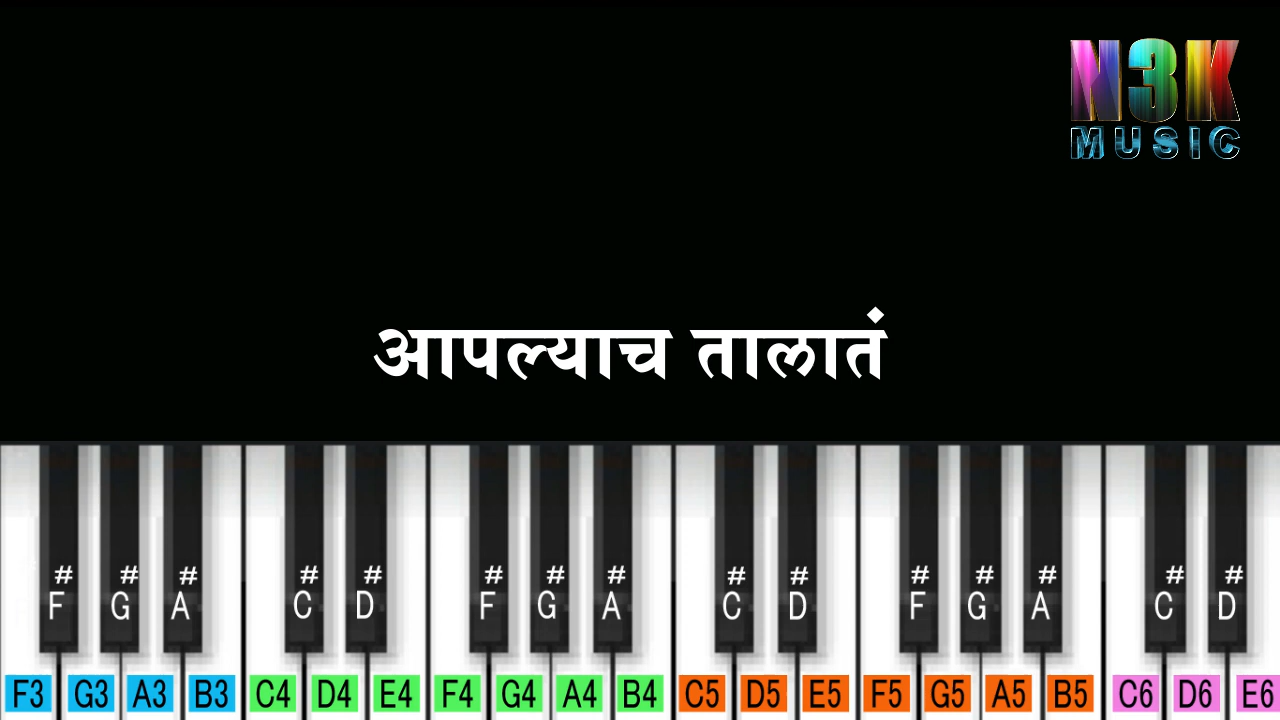 N3K
MUSIC
आपल्याच तालातं
# # # # # # # # # # # # # # #
F G A C D F G A C D F G A C D
F3 G3 A3 B3 C4 D4 E4 F4 G4 A4 B4 C5 D5 E5 F5 G5 A5 B5 C6 D6 E6